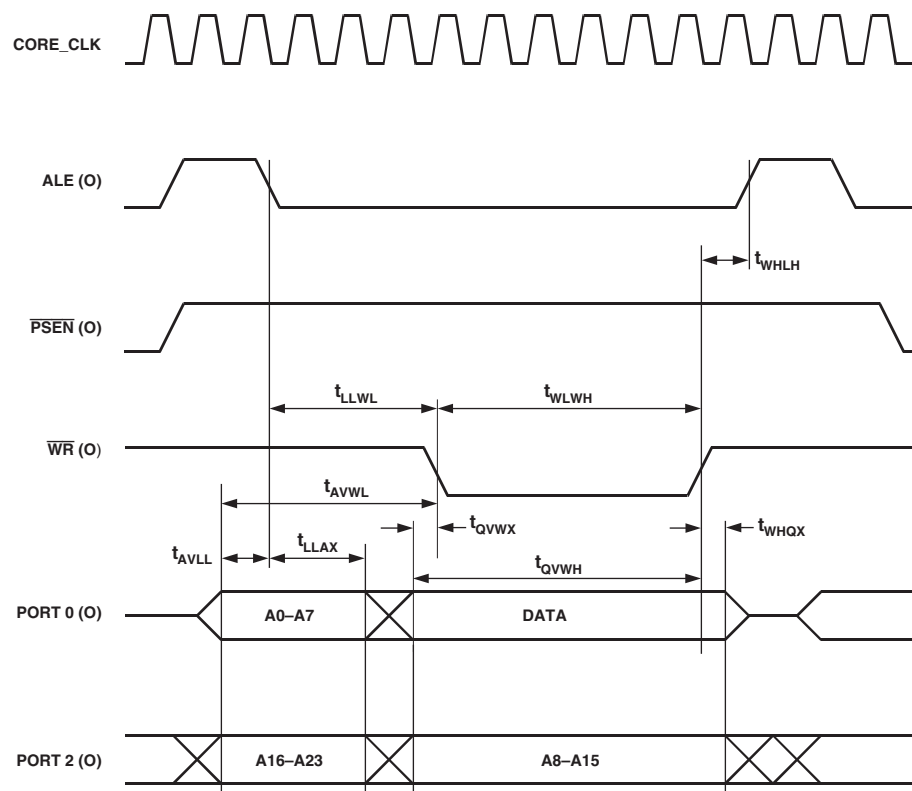 CORE_CLK
ALE (O)
t_WHLH
PSEN (O)
t_LLWL
t_WLWH
WR (O)
t_AVWL
t_QVWX
t_WHQX
t_AVLL
t_LLAX
t_QVWH
PORT 0 (O)
A0–A7
DATA
PORT 2 (O)
A16–A23
A8–A15